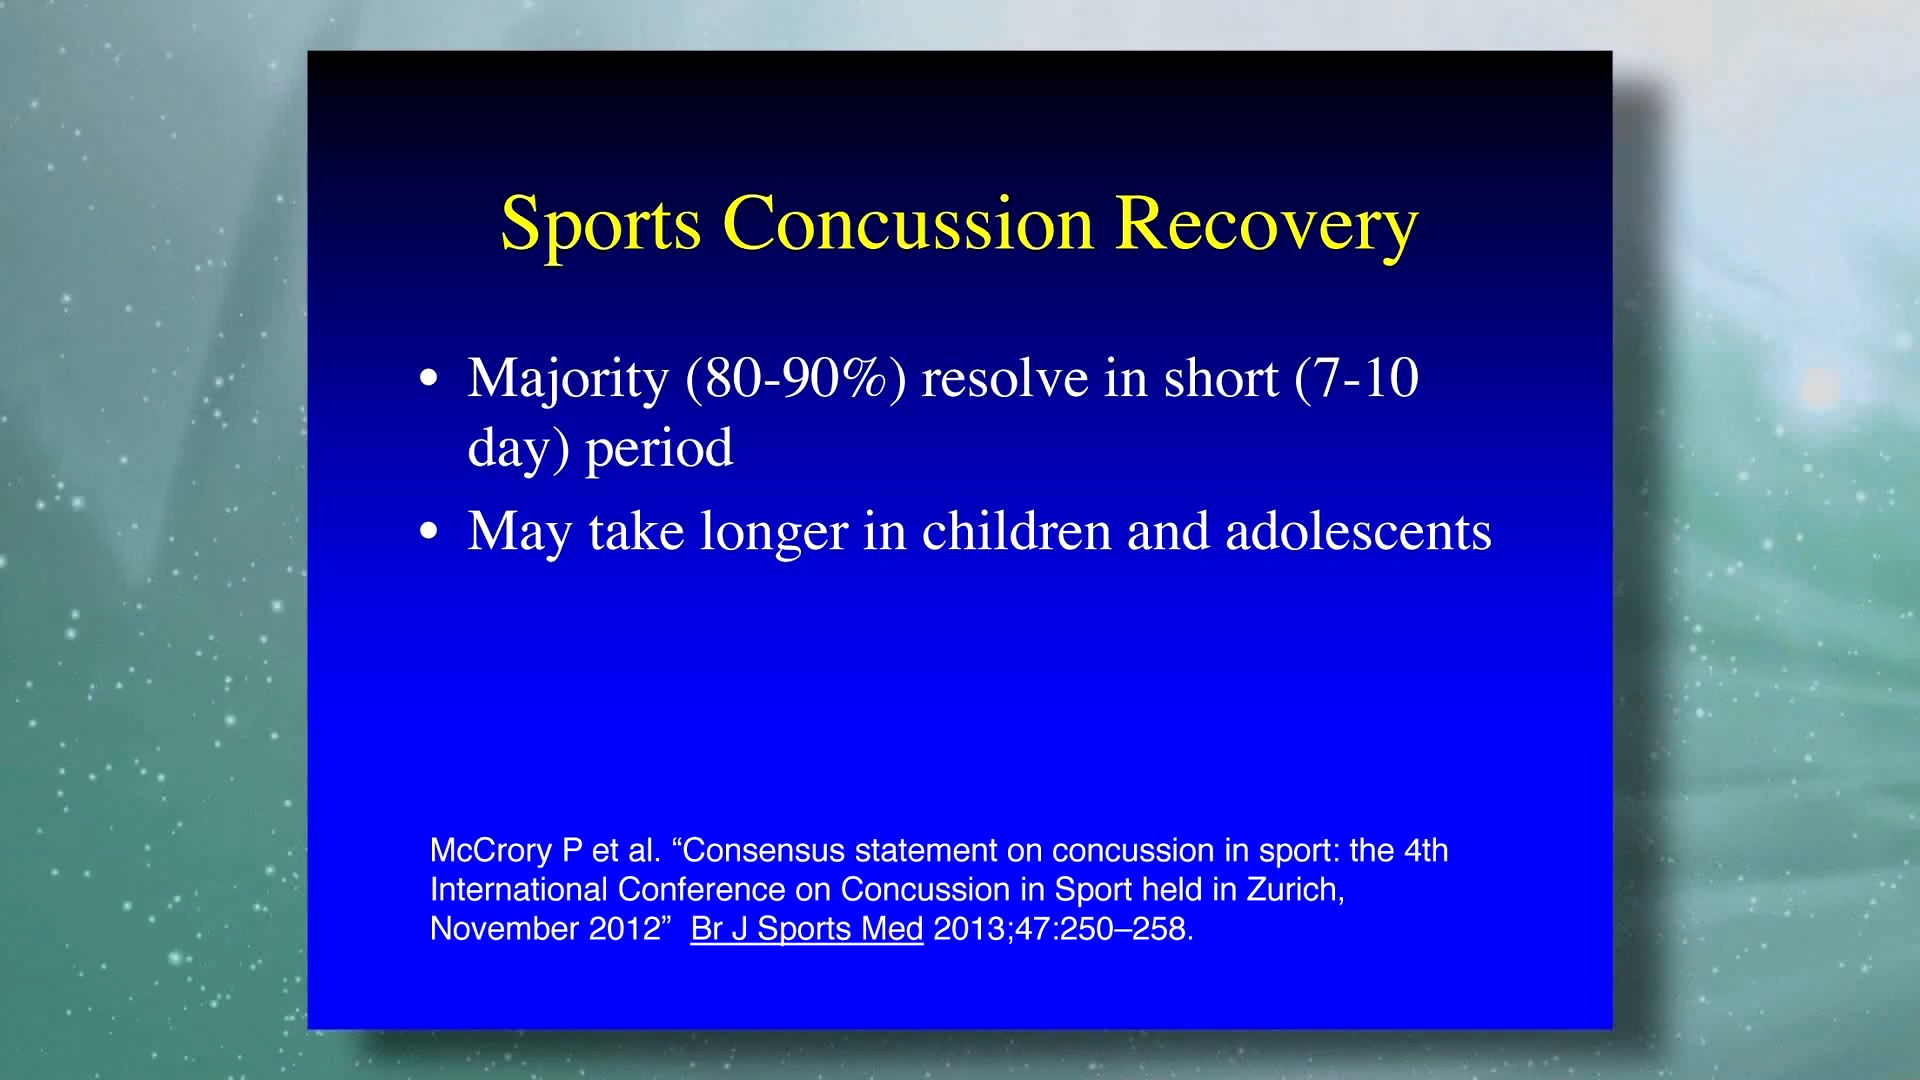 Sports Concussion Recovery
• Majority (80-90%) resolve in short (7-10
day) period
• May take longer in children and adolescents
McCrory P et al. “Consensus statement on concussion in sport: the 4th
International Conference on Concussion in Sport held in Zurich,
November 2012”  Br J Sports Med 2013;47:250–258.